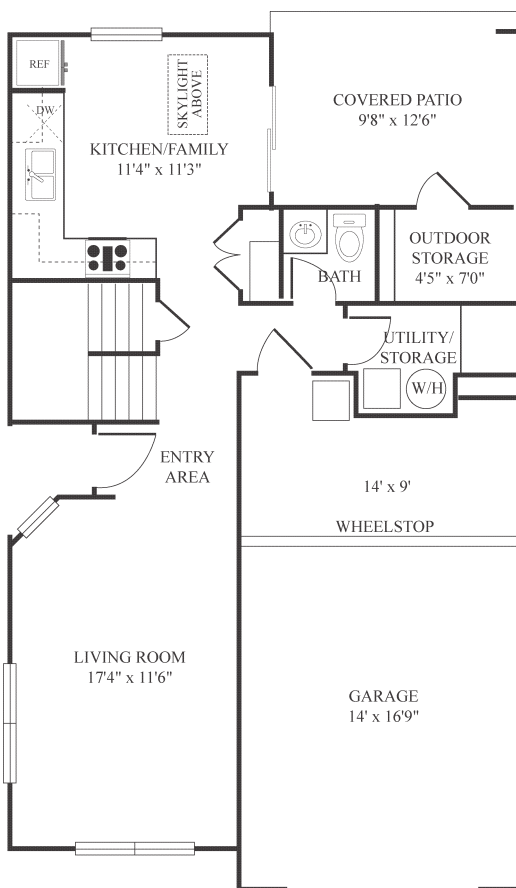 REF
SKYLIGHT
ABOVE
COVERED PATIO
9'8" x 12'6"
DW
KITCHEN/FAMILY
11'4" x 11'3"
OUTDOOR
STORAGE
4'5" x 7'0"
BATH
UTILITY/
STORAGE
W/H
ENTRY
AREA
14' x 9'
WHEELSTOP
LIVING ROOM
17'4" x 11'6"
GARAGE
14' x 16'9"